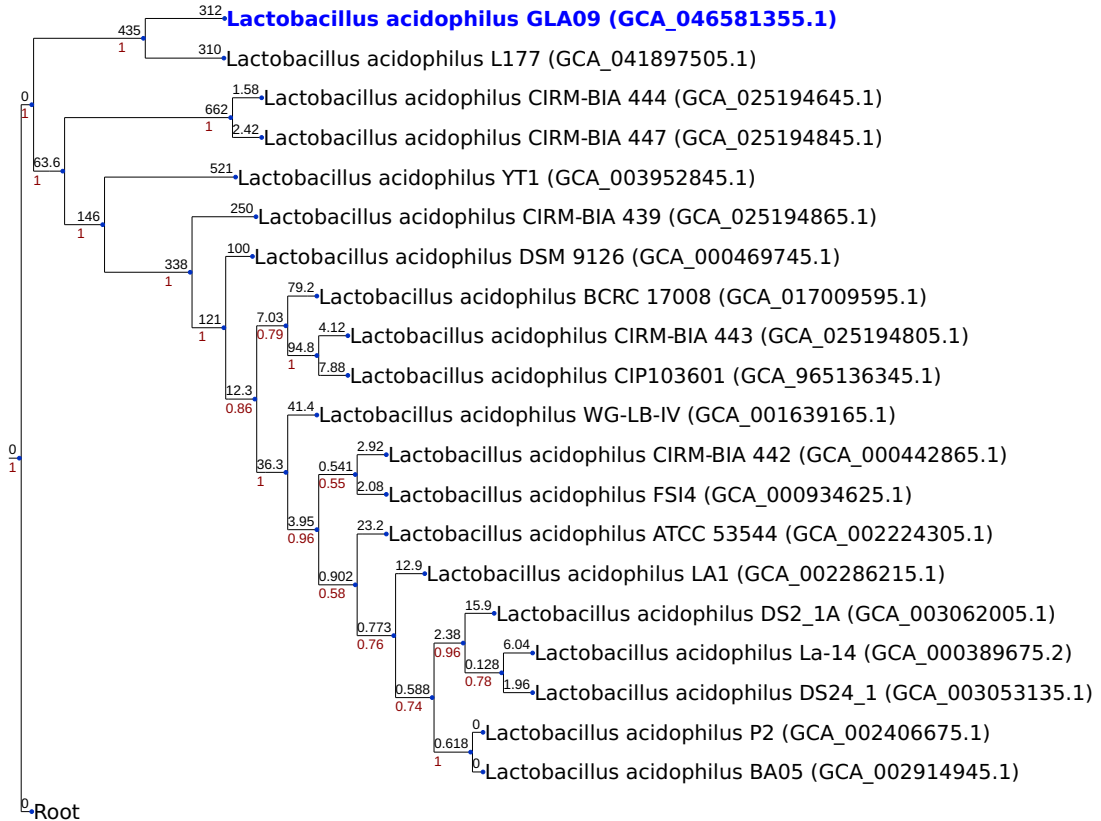 312 Lactobacillus acidophilus GLA09 (GCA_046581355.1)
435
1
310 Lactobacillus acidophilus L177 (GCA_041897505.1)
0
1
1.58 Lactobacillus acidophilus CIRM-BIA 444 (GCA_025194645.1)
662
1
2.42 Lactobacillus acidophilus CIRM-BIA 447 (GCA_025194845.1)
63.6
1
521 Lactobacillus acidophilus YT1 (GCA_003952845.1)
146
1
250 Lactobacillus acidophilus CIRM-BIA 439 (GCA_025194865.1)
338
1
100 Lactobacillus acidophilus DSM 9126 (GCA_000469745.1)
121
1
79.2 Lactobacillus acidophilus BCRC 17008 (GCA_017009595.1)
7.03
0.79
4.12 Lactobacillus acidophilus CIRM-BIA 443 (GCA_025194805.1)
94.8
1
7.88 Lactobacillus acidophilus CIP103601 (GCA_965136345.1)
12.3
0.86
41.4 Lactobacillus acidophilus WG-LB-IV (GCA_001639165.1)
36.3
1
2.92 Lactobacillus acidophilus CIRM-BIA 442 (GCA_000442865.1)
0.541
0.55
2.08 Lactobacillus acidophilus FSI4 (GCA_000934625.1)
3.95
0.96
23.2 Lactobacillus acidophilus ATCC 53544 (GCA_002224305.1)
0.902
0.58
12.9 Lactobacillus acidophilus LA1 (GCA_002286215.1)
0.773
0.76
15.9 Lactobacillus acidophilus DS2_1A (GCA_003062005.1)
2.38
0.96
6.04 Lactobacillus acidophilus La-14 (GCA_000389675.2)
0.128
0.78
1.96 Lactobacillus acidophilus DS24_1 (GCA_003053135.1)
0.588
0.74
0 Lactobacillus acidophilus P2 (GCA_002406675.1)
0.618
1
0 Lactobacillus acidophilus BA05 (GCA_002914945.1)
0
1
0 Root